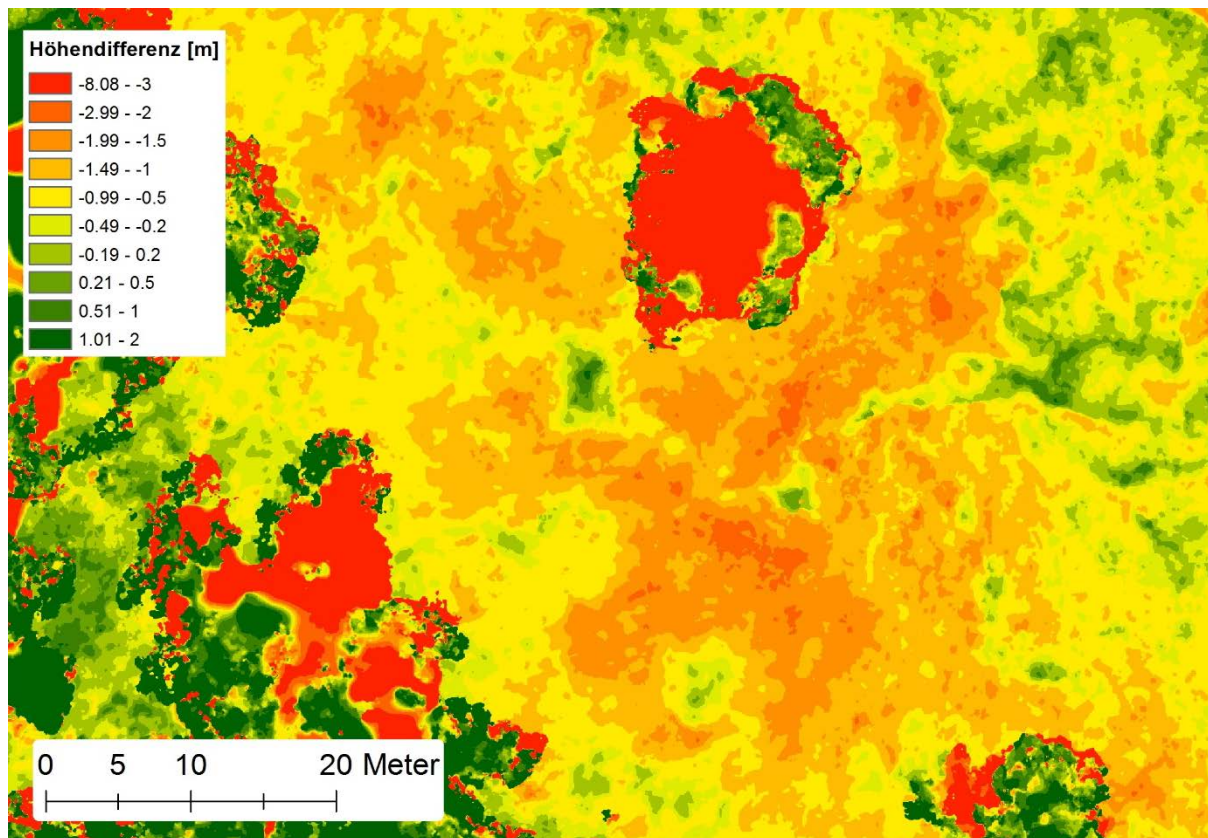 Höhendifferenz [m]
-8.08 - -3
-2.99 - -2
-1.99 - -1.5
-1.49 - -1
-0.99 - -0.5
-0.49 - -0.2
-0.19 - 0.2
0.21 - 0.5
0.51 - 1
1.01 - 2
0 5 10 20 Meter